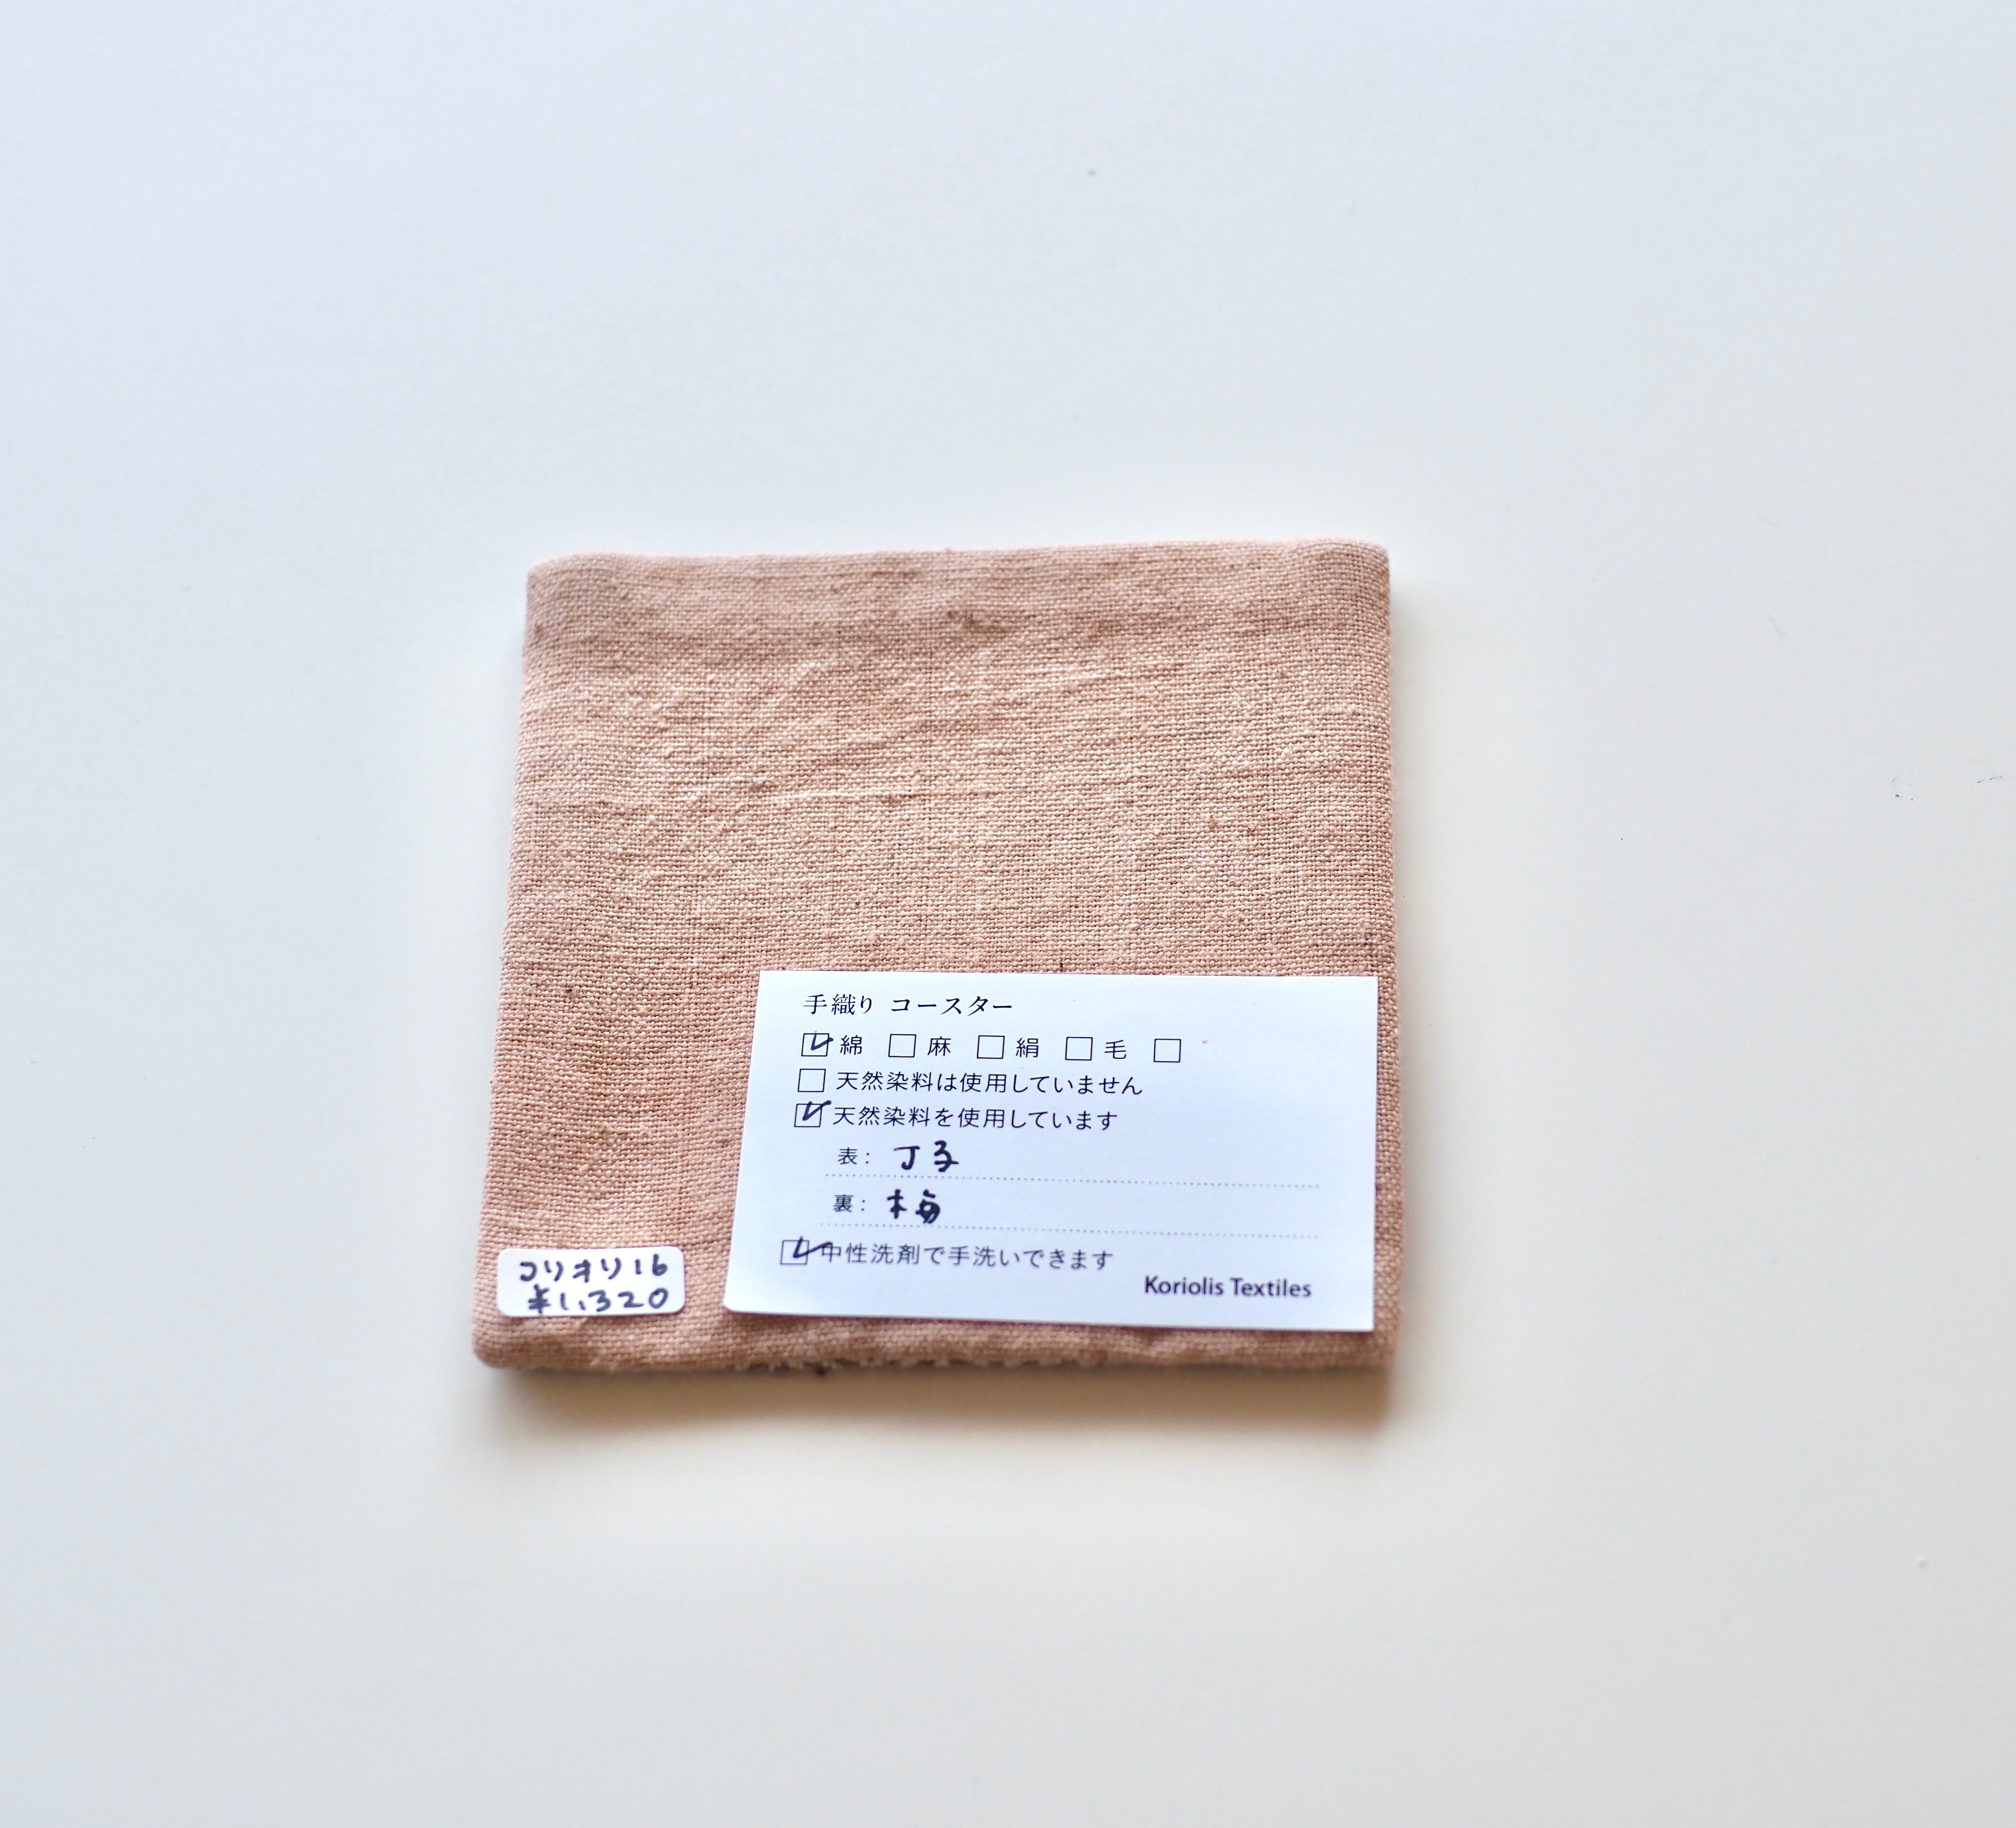 手織り コースター
☑ 綿 ☐ 麻 ☐ 絹 ☐ 毛 ☐
☐ 天然染料は使用していません
☑ 天然染料を使用しています
表： 丁子
裏： 梅
☑ 中性洗剤で手洗いできます
Koriolis Textiles
コリオリ16
¥1,320